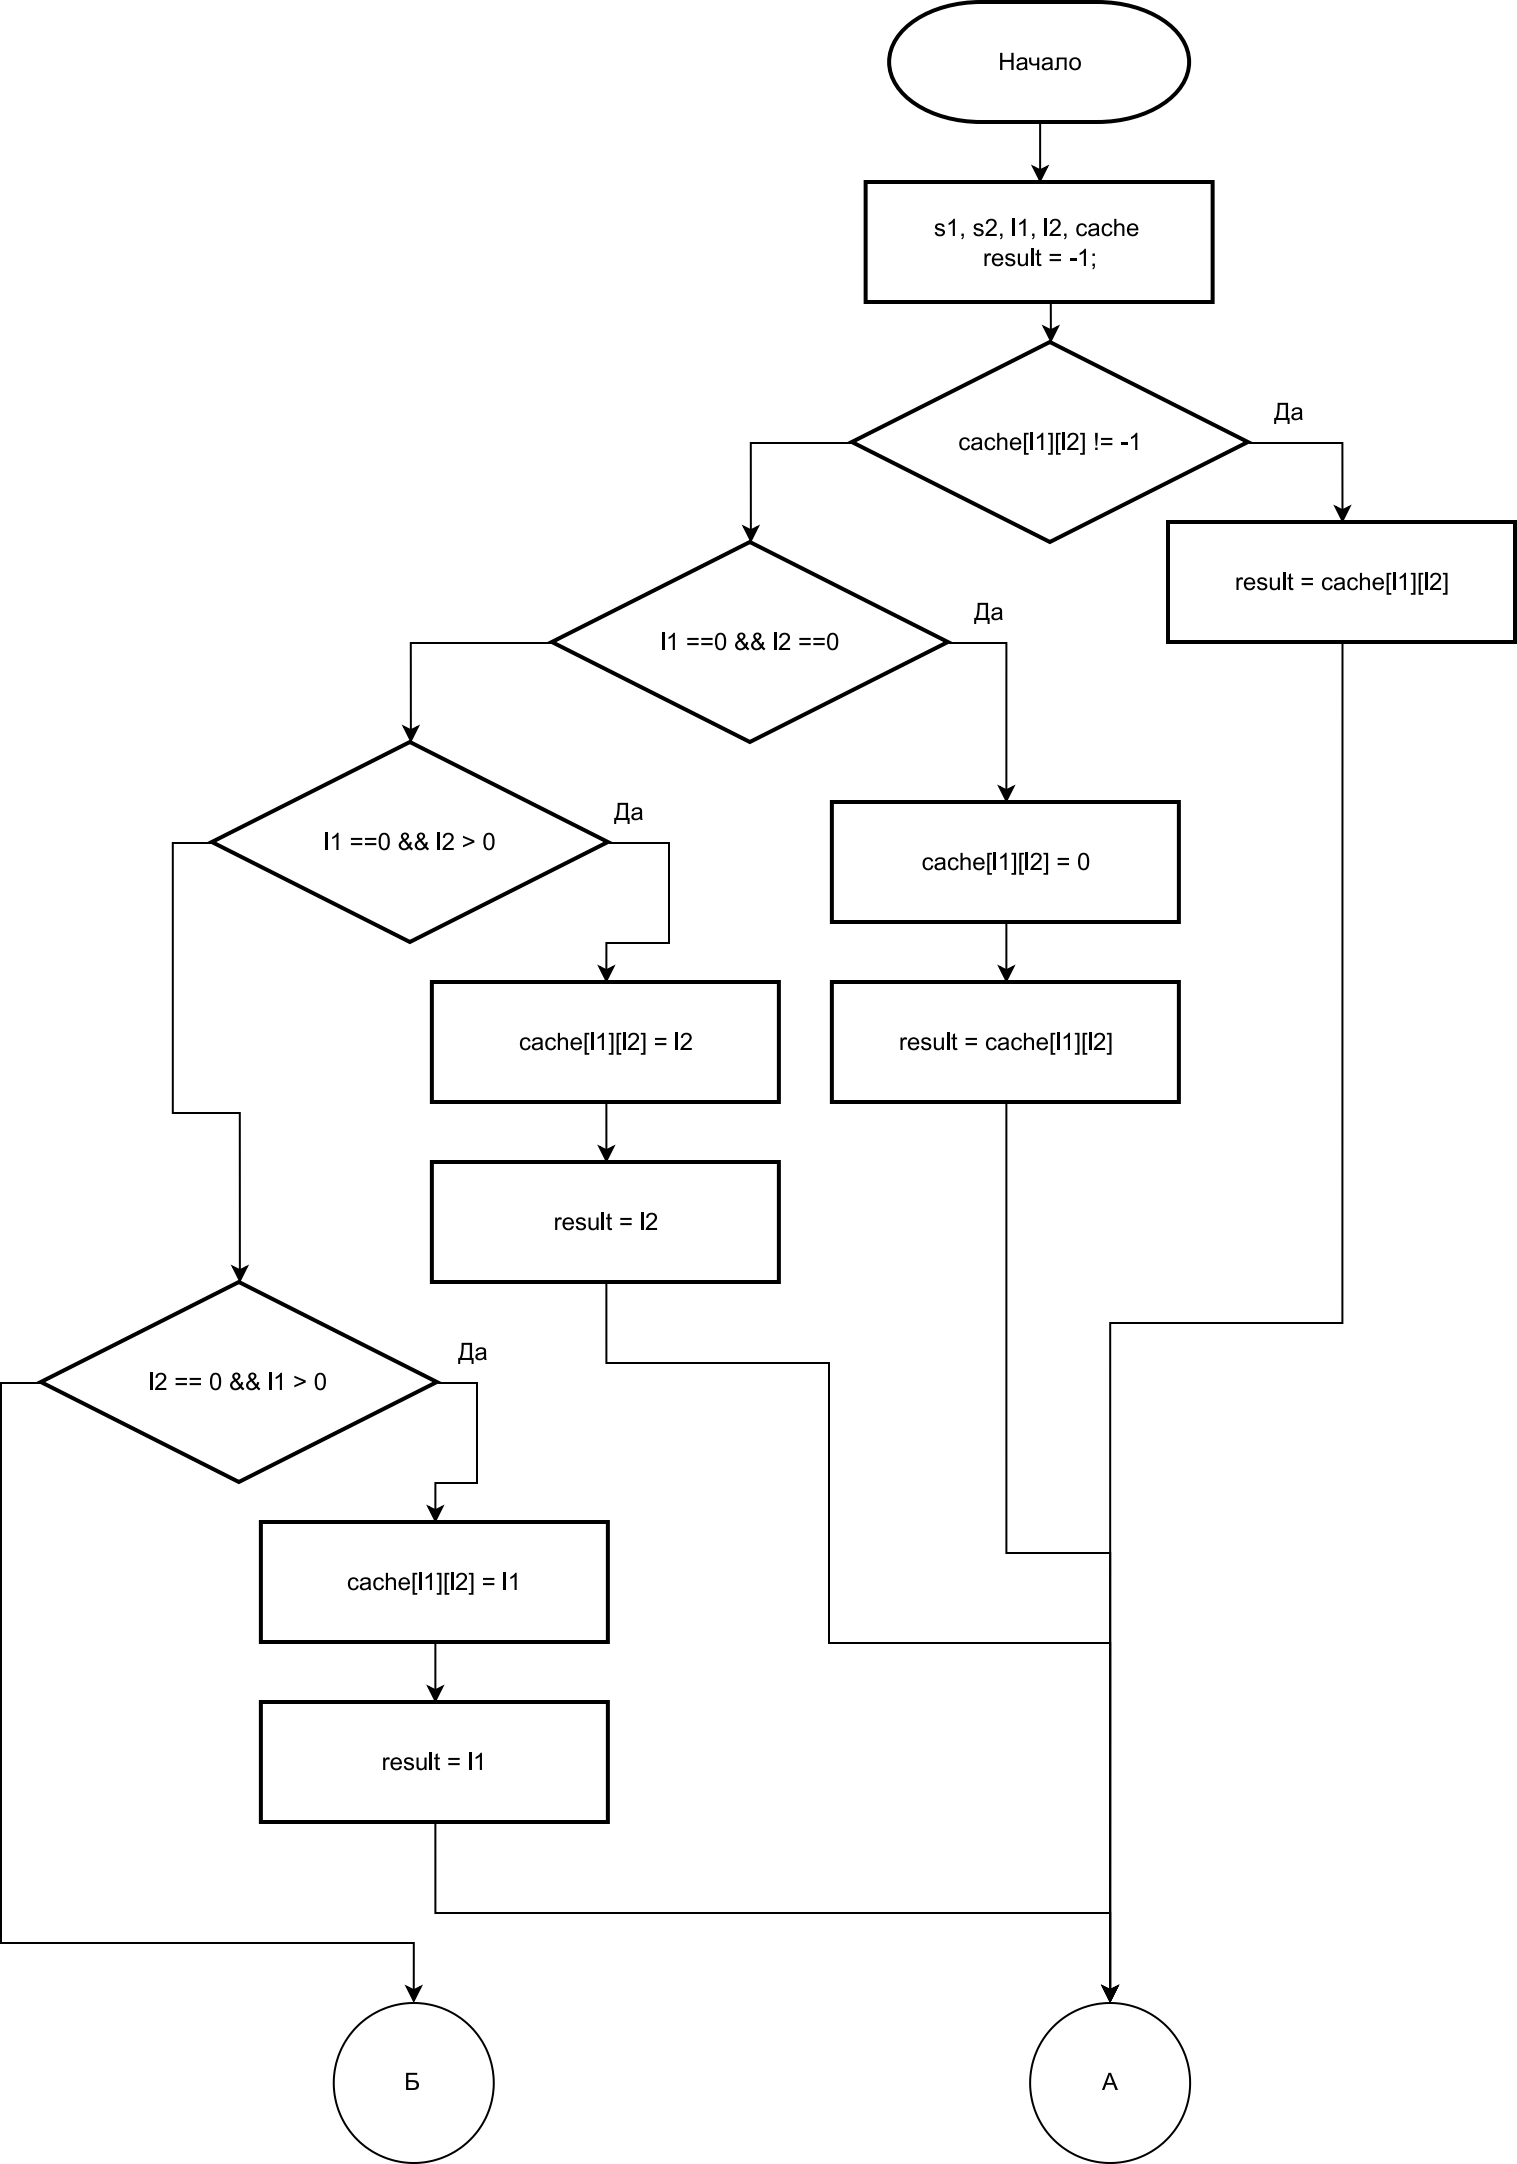 Начало
s1, s2, l1, l2, cache
result = -1;
Да
cache[l1][l2] != -1
result = cache[l1][l2]
Да
l1 ==0 && l2 ==0
Да
l1 ==0 && l2 > 0
cache[l1][l2] = 0
cache[l1][l2] = l2
result = cache[l1][l2]
result = l2
Да
l2 == 0 && l1 > 0
cache[l1][l2] = l1
result = l1
Б
А